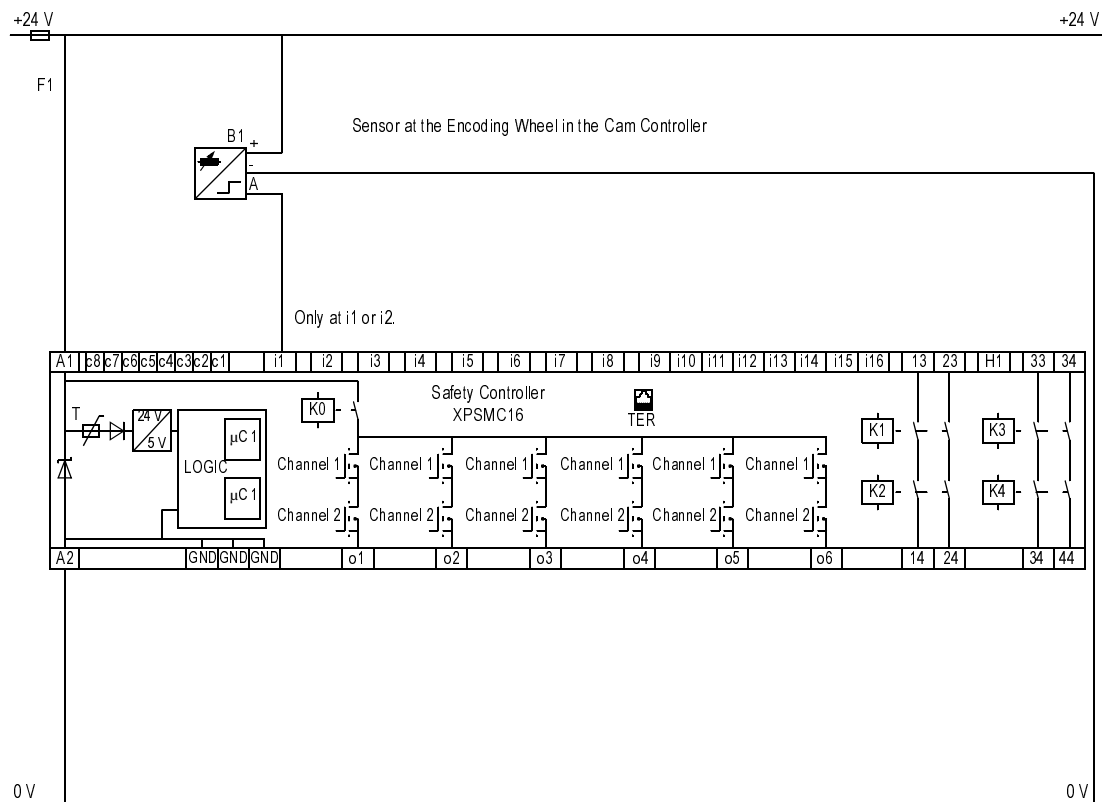 +24 V +24 V
F1
Sensor at the Encoding Wheel in the Cam Controller
B1 +
-
A
Only at i1 or i2.
A1 c8 c7 c6 c5 c4 c3 c2 c1 i1 i2 i3 i4 i5 i6 i7 i8 i9 i10 i11 i12 i13 i14 i15 i16 13 23 H1 33 34
Safety Controller
XPSMC16
TER
K0
T
24 V
5 V
LOGIC
µC 1
µC 1
K1 K3
K2 K4
Channel 1 Channel 1 Channel 1 Channel 1 Channel 1 Channel 1
Channel 2 Channel 2 Channel 2 Channel 2 Channel 2 Channel 2
A2 GND GND GND o1 o2 o3 o4 o5 o6 14 24 34 44
0 V 0 V